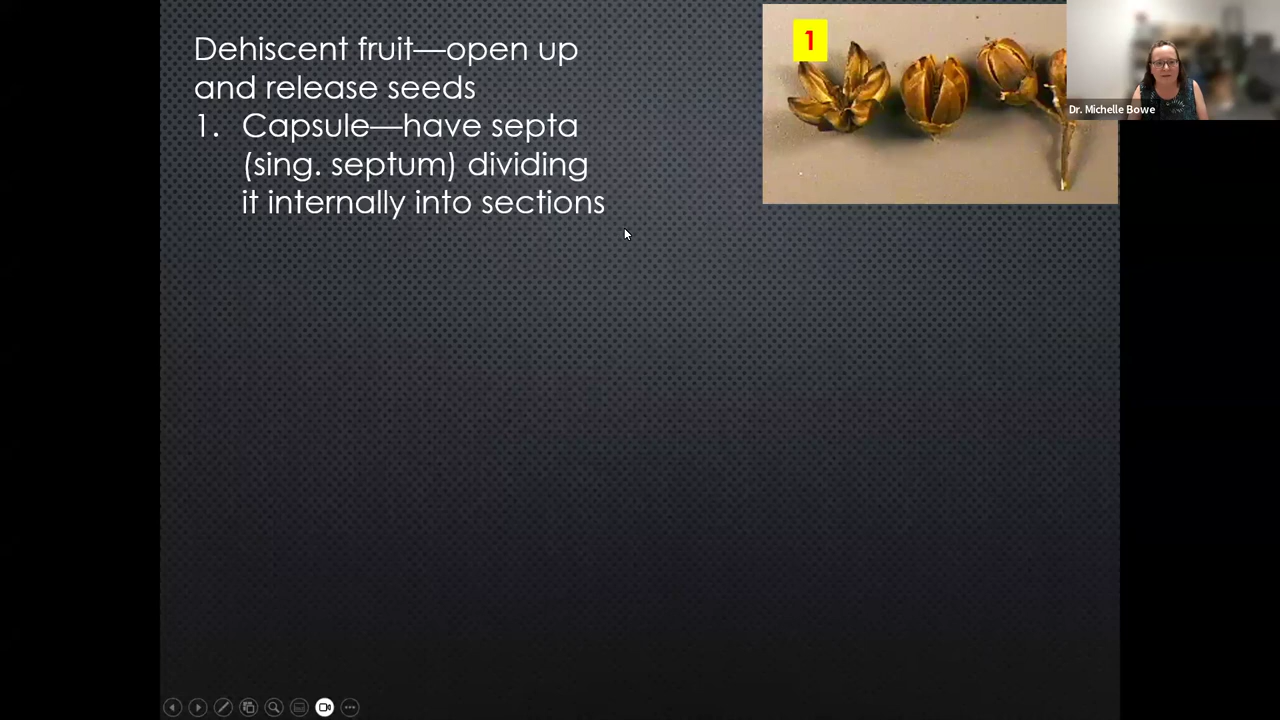 Dehiscent fruit—open up
and release seeds
1. Capsule—have septa
(sing. septum) dividing
it internally into sections
1
Dr. Michelle Bowe